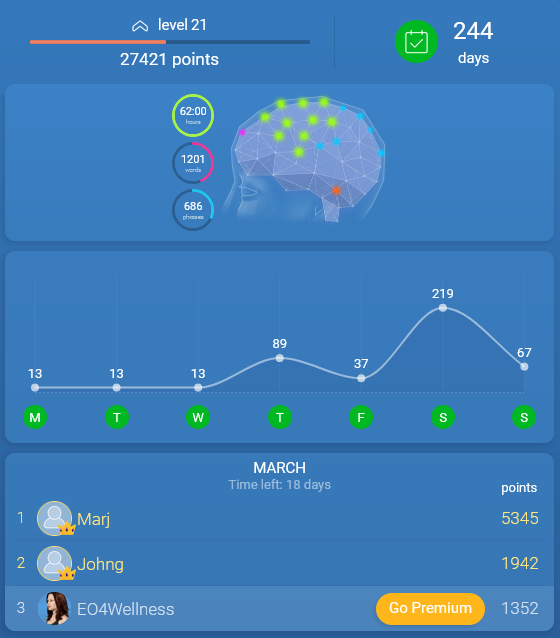 level 21
27421 points
244
days
62:00
hours
1201
words
686
phrases
13 13 13 89 37 219 67
M T W T F S S
MARCH
Time left: 18 days
points
1 Marj 5345
2 Johng 1942
3 EO4Wellness Go Premium 1352